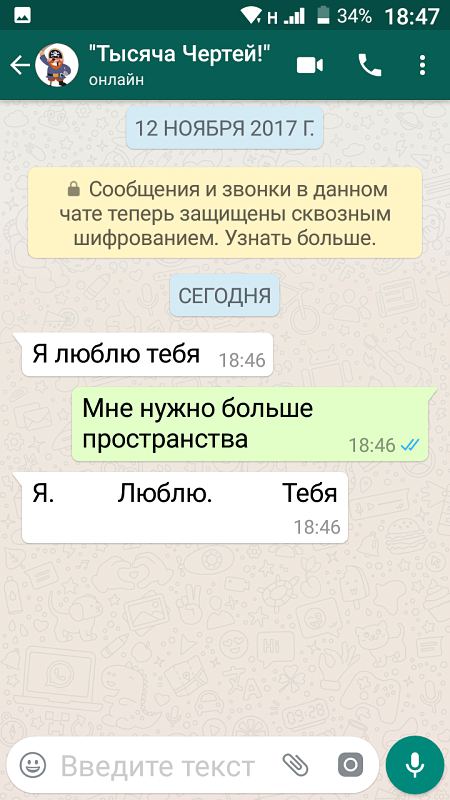 Н 34% 18:47
"Тысяча Чертей!"
онлайн
12 НОЯБРЯ 2017 Г.
Сообщения и звонки в данном
чате теперь защищены сквозным
шифрованием. Узнать больше.
СЕГОДНЯ
Я люблю тебя 18:46
Мне нужно больше
пространства 18:46
Я. Люблю. Тебя
18:46
Введите текст